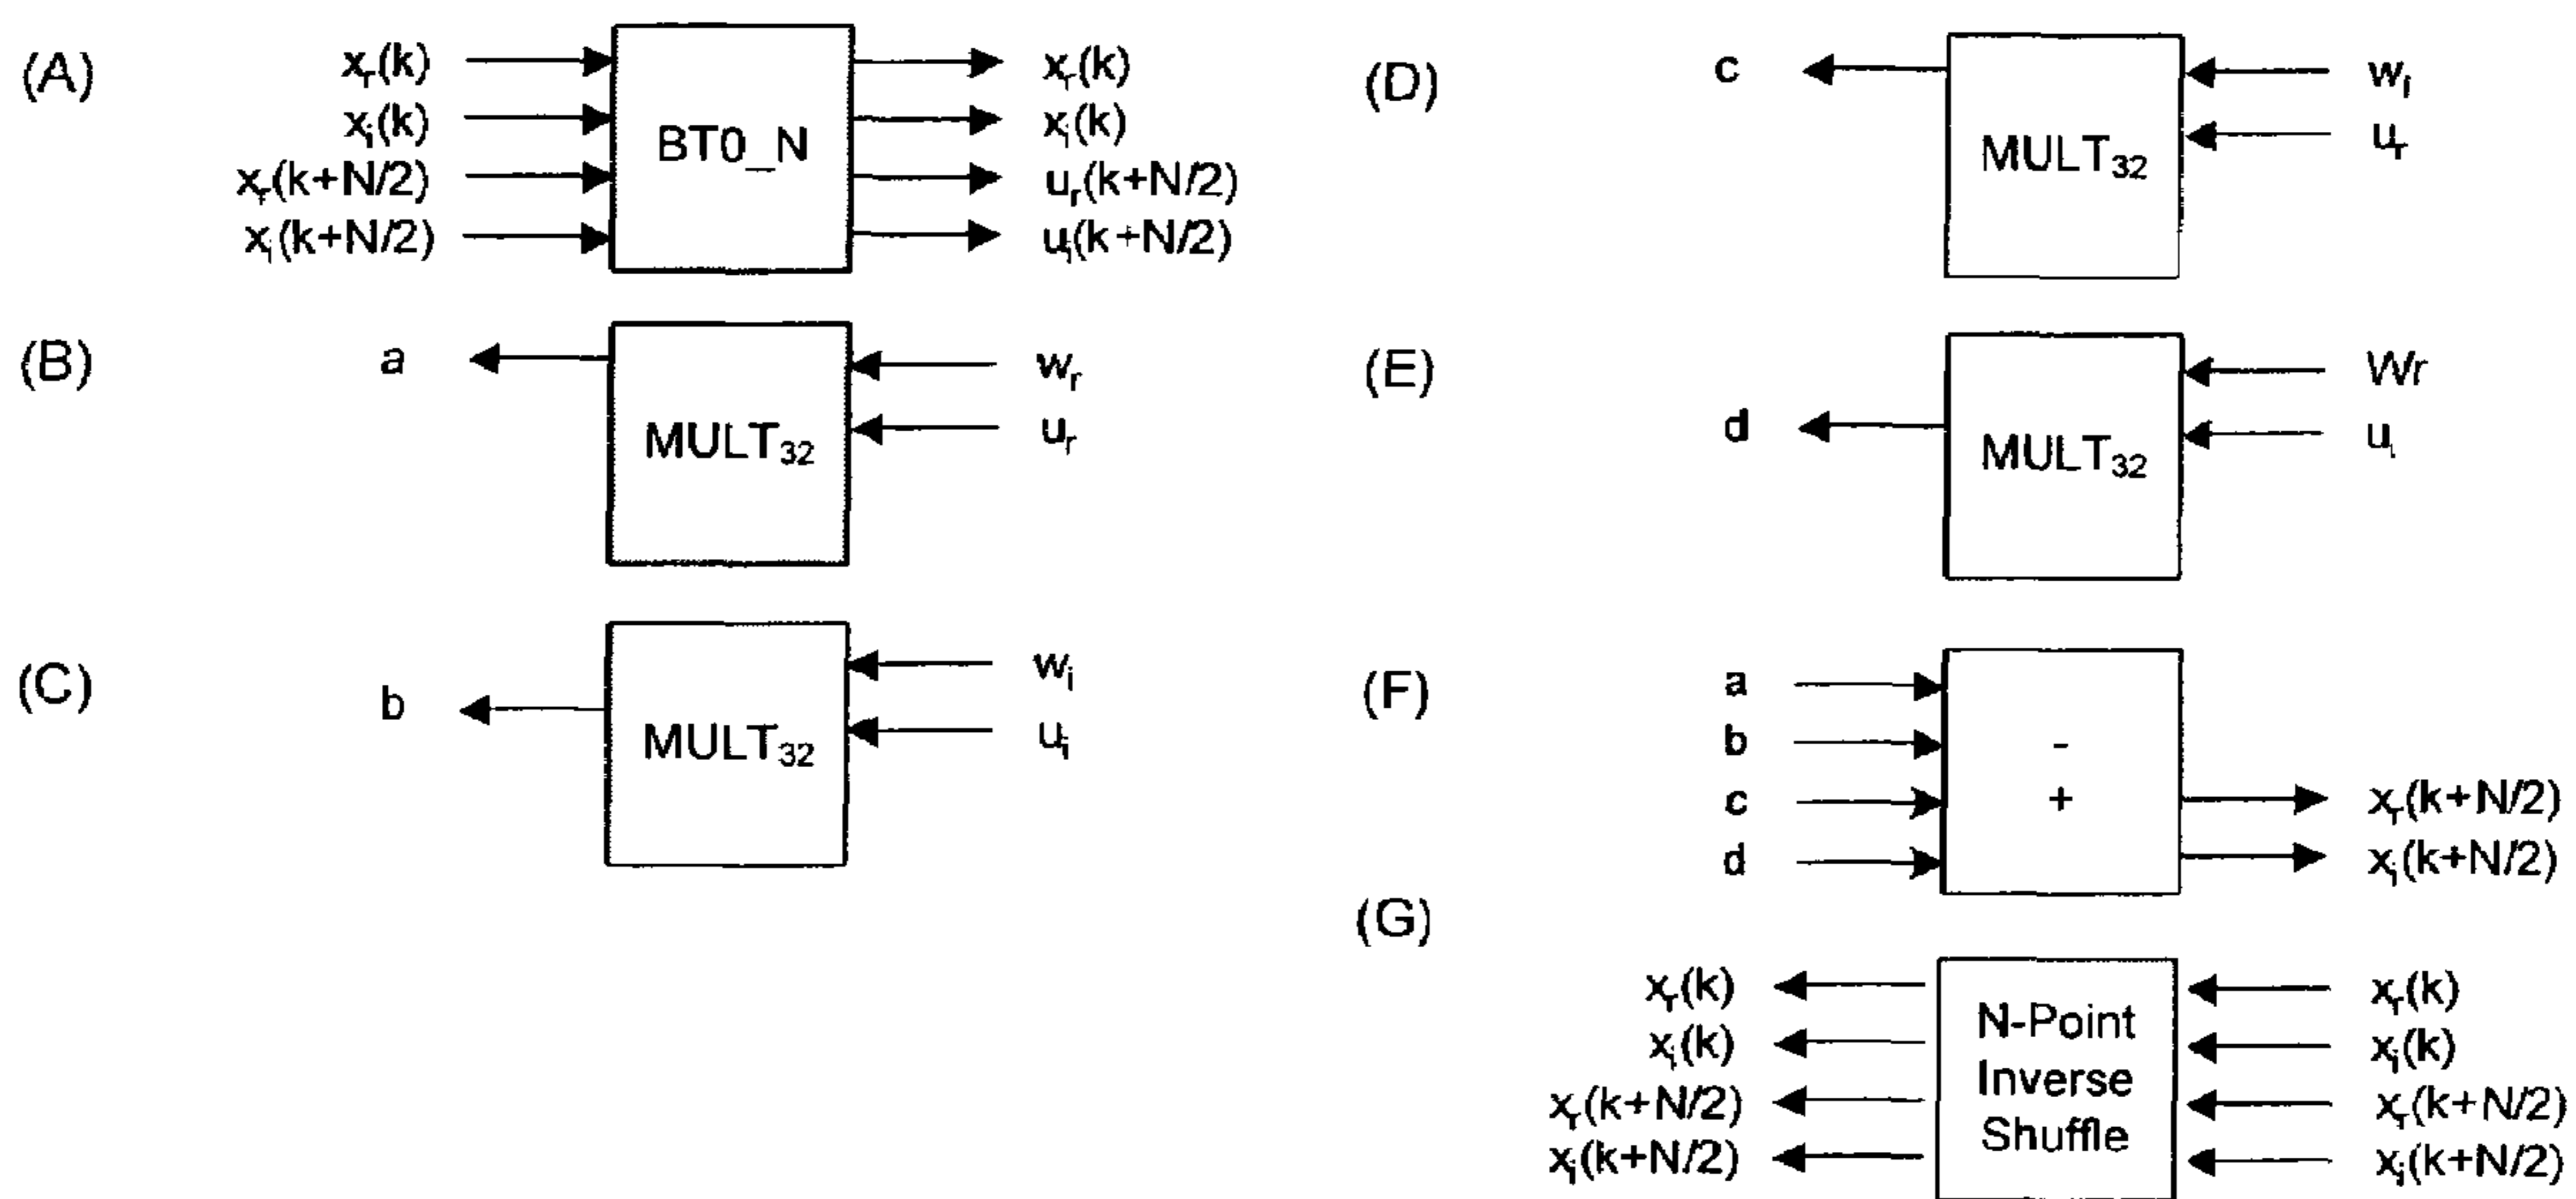 (A)
xr(k)
xi(k)
xr(k+N/2)
xi(k+N/2)
BT0_N
xr(k)
xi(k)
ur(k+N/2)
ui(k+N/2)
(B)
a
MULT32
wr
ur
(C)
b
MULT32
wi
ui
(D)
c
MULT32
wi
ur
(E)
d
MULT32
Wr
ui
(F)
a
b
c
d
-
+
xr(k+N/2)
xi(k+N/2)
(G)
xr(k)
xi(k)
xr(k+N/2)
xi(k+N/2)
N-Point
Inverse
Shuffle
xr(k)
xi(k)
xr(k+N/2)
xi(k+N/2)